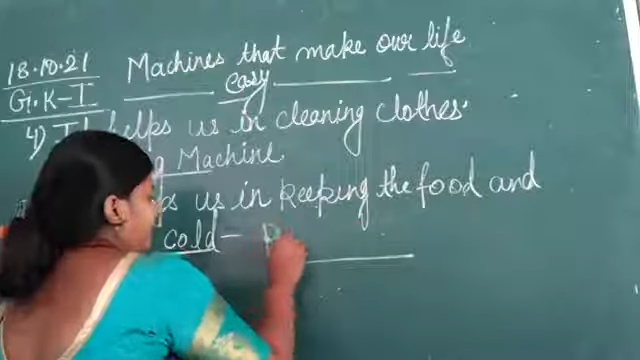 18.10.21 Machines that make our life
G.K-I easy
4) It helps us in cleaning clothes.
Machine.
us in keeping the food and
cold -